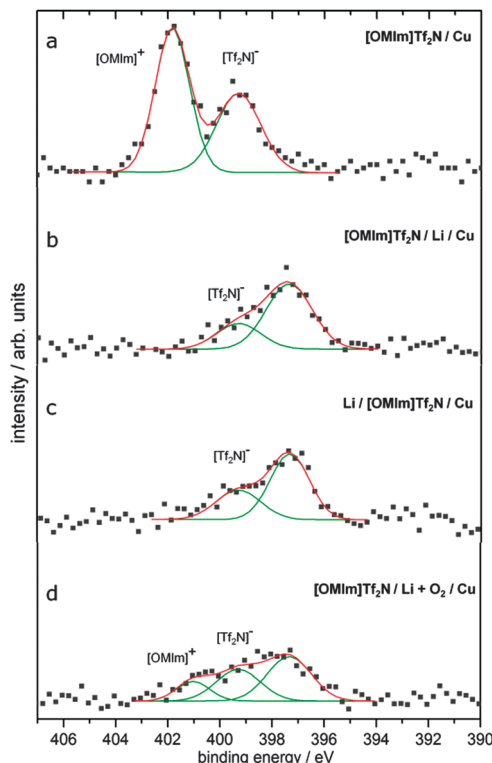 a
[OMIm]Tf₂N / Cu
[OMIm]⁺
[Tf₂N]⁻
b
[OMIm]Tf₂N / Li / Cu
[Tf₂N]⁻
c
Li / [OMIm]Tf₂N / Cu
[Tf₂N]⁻
d
[OMIm]Tf₂N / Li + O₂ / Cu
[OMIm]⁺
[Tf₂N]⁻
intensity / arb. units
406 404 402 400 398 396 394 392 390
binding energy / eV